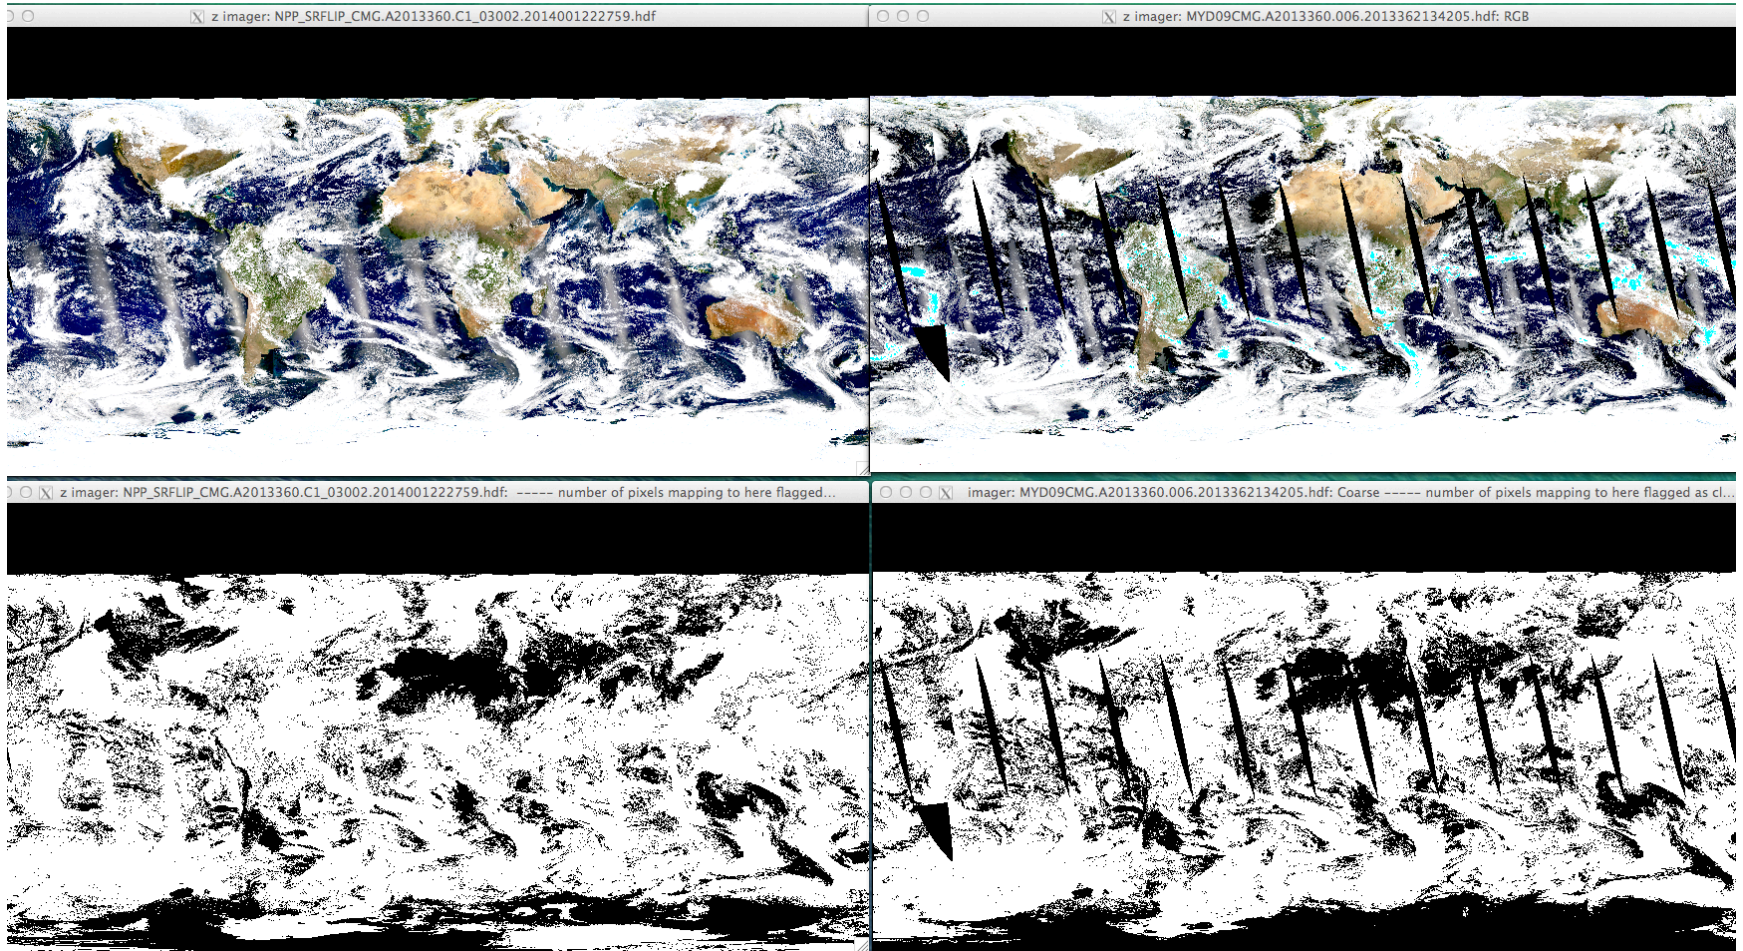 z imager: NPP_SRFLIP_CMG.A2013360.C1_03002.2014001222759.hdf
z imager: MYD09CMG.A2013360.006.2013362134205.hdf: RGB
z imager: NPP_SRFLIP_CMG.A2013360.C1_03002.2014001222759.hdf: ----- number of pixels mapping to here flagged...
imager: MYD09CMG.A2013360.006.2013362134205.hdf: Coarse ----- number of pixels mapping to here flagged as cl...